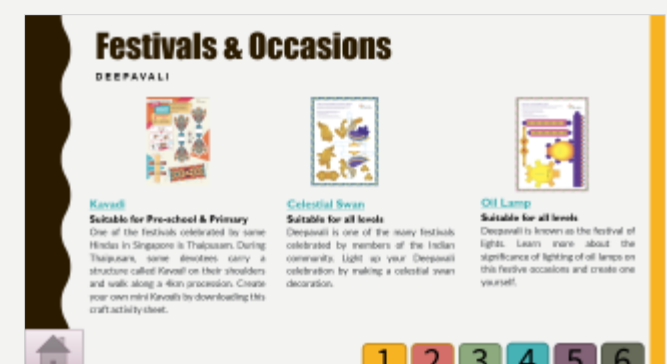 Festivals & Occasions
DEEPAVALI
Kavadi
Suitable for Pre-school & Primary
One of the festivals celebrated by some
Hindus in Singapore is Thaipusam. During
Thaipusam, some devotees carry a
structure called Kavadi on their shoulders
and walk along a 4km procession. Create
your own mini Kavadis by downloading this
craft activity sheet.
Celestial Swan
Suitable for all levels
Deepavali is one of the many festivals
celebrated by members of the Indian
community. Light up your Deepavali
celebration by making a celestial swan
decoration.
Oil Lamp
Suitable for all levels
Deepavali is known as the festival of
lights. Learn more about the
significance of lighting of oil lamps on
this festive occasions and create one
yourself.
1 2 3 4 5 6